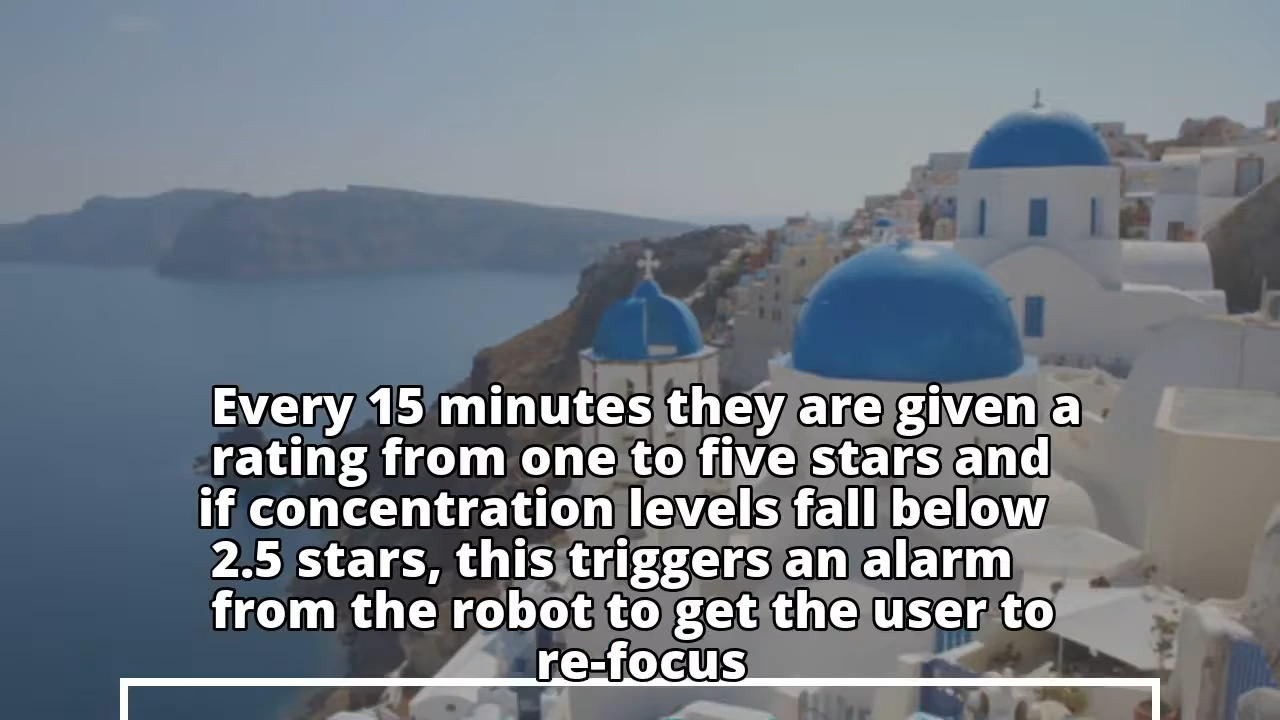 Every 15 minutes they are given a
rating from one to five stars and
if concentration levels fall below
2.5 stars, this triggers an alarm
from the robot to get the user to
re-focus